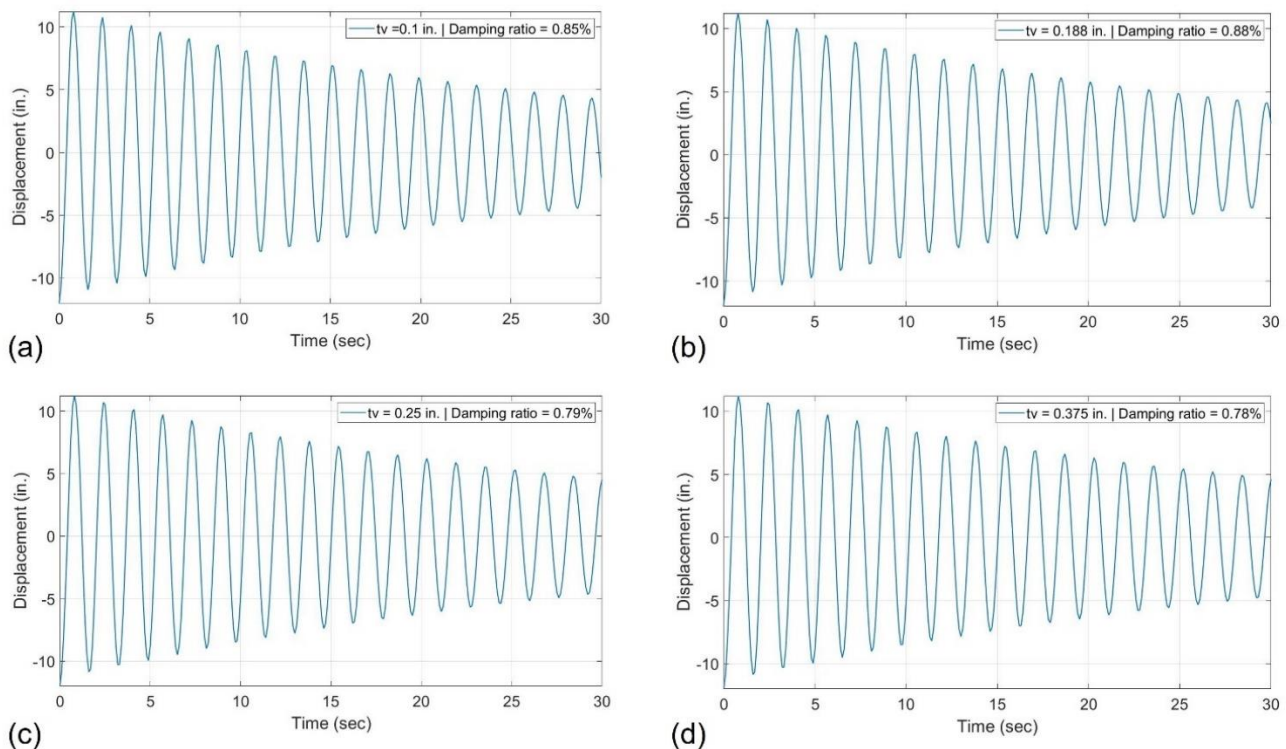 tv =0.1 in. | Damping ratio = 0.85%
10
5
0
-5
-10
Displacement (in.)
0 5 10 15 20 25 30
Time (sec)
(a)
tv = 0.188 in. | Damping ratio = 0.88%
10
5
0
-5
-10
Displacement (in.)
0 5 10 15 20 25 30
Time (sec)
(b)
tv = 0.25 in. | Damping ratio = 0.79%
10
5
0
-5
-10
Displacement (in.)
0 5 10 15 20 25 30
Time (sec)
(c)
tv = 0.375 in. | Damping ratio = 0.78%
10
5
0
-5
-10
Displacement (in.)
0 5 10 15 20 25 30
Time (sec)
(d)